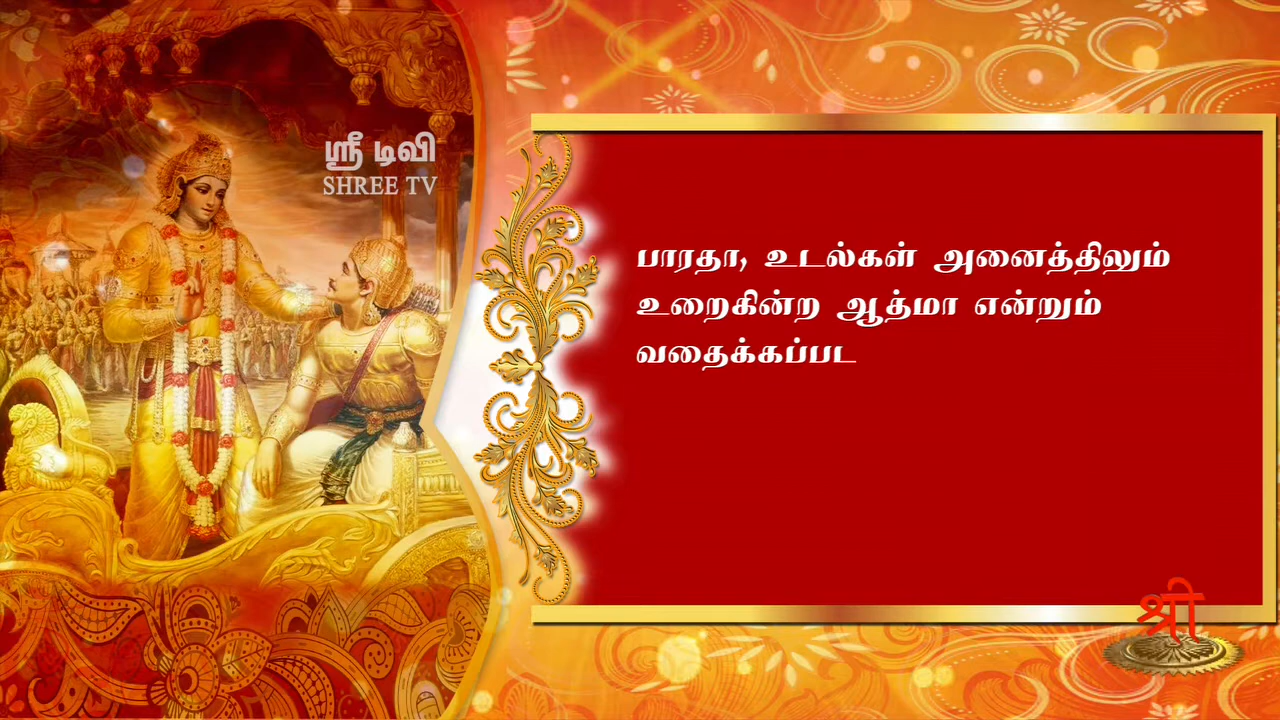 ஸ்ரீ டிவி
SHREE TV
பாரதா, உடல்கள் அனைத்திலும்
உறைகின்ற ஆத்மா என்றும்
வதைக்கப்பட
श्री